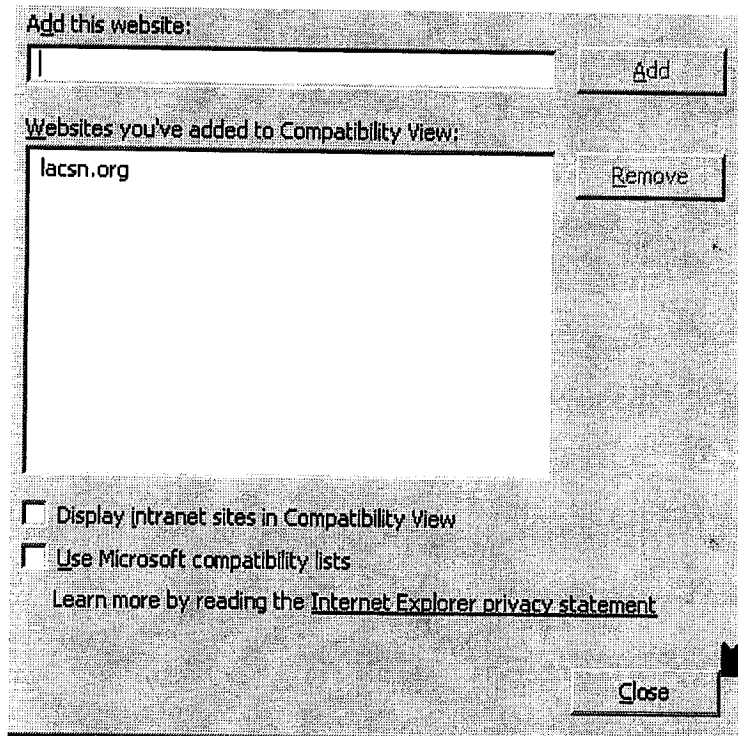 Add this website:
Add
Websites you've added to Compatibility View:
lacsn.org
Remove
Display intranet sites in Compatibility View
Use Microsoft compatibility lists
Learn more by reading the Internet Explorer privacy statement
Close